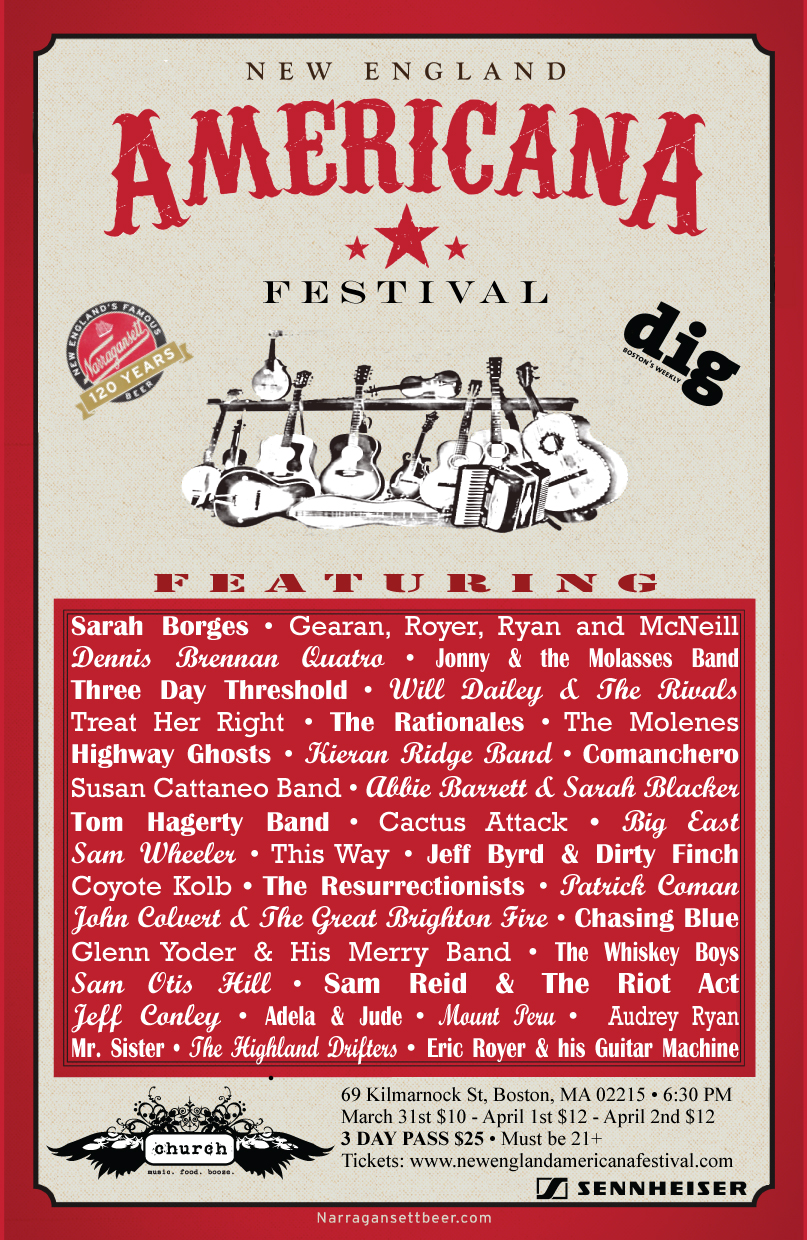 NEW ENGLAND
AMERICANA
FESTIVAL
NEW ENGLAND'S FAMOUS
Narragansett
120 YEARS
BEER
dig
BOSTON'S WEEKLY
FEATURING
Sarah Borges • Gearan, Royer, Ryan and McNeill
Dennis Brennan Quatro • Jonny & the Molasses Band
Three Day Threshold • Will Dailey & The Rivals
Treat Her Right • The Rationales • The Molenes
Highway Ghosts • Kieran Ridge Band • Comanchero
Susan Cattaneo Band • Abbie Barrett & Sarah Blacker
Tom Hagerty Band • Cactus Attack • Big East
Sam Wheeler • This Way • Jeff Byrd & Dirty Finch
Coyote Kolb • The Resurrectionists • Patrick Coman
John Colvert & The Great Brighton Fire • Chasing Blue
Glenn Yoder & His Merry Band • The Whiskey Boys
Sam Otis Hill • Sam Reid & The Riot Act
Jeff Conley • Adela & Jude • Mount Peru • Audrey Ryan
Mr. Sister • The Highland Drifters • Eric Royer & his Guitar Machine
church
music. food. booze.
69 Kilmarnock St, Boston, MA 02215 • 6:30 PM
March 31st $10 - April 1st $12 - April 2nd $12
3 DAY PASS $25 • Must be 21+
Tickets: www.newenglandamericanafestival.com
SENNHEISER
Narragansettbeer.com